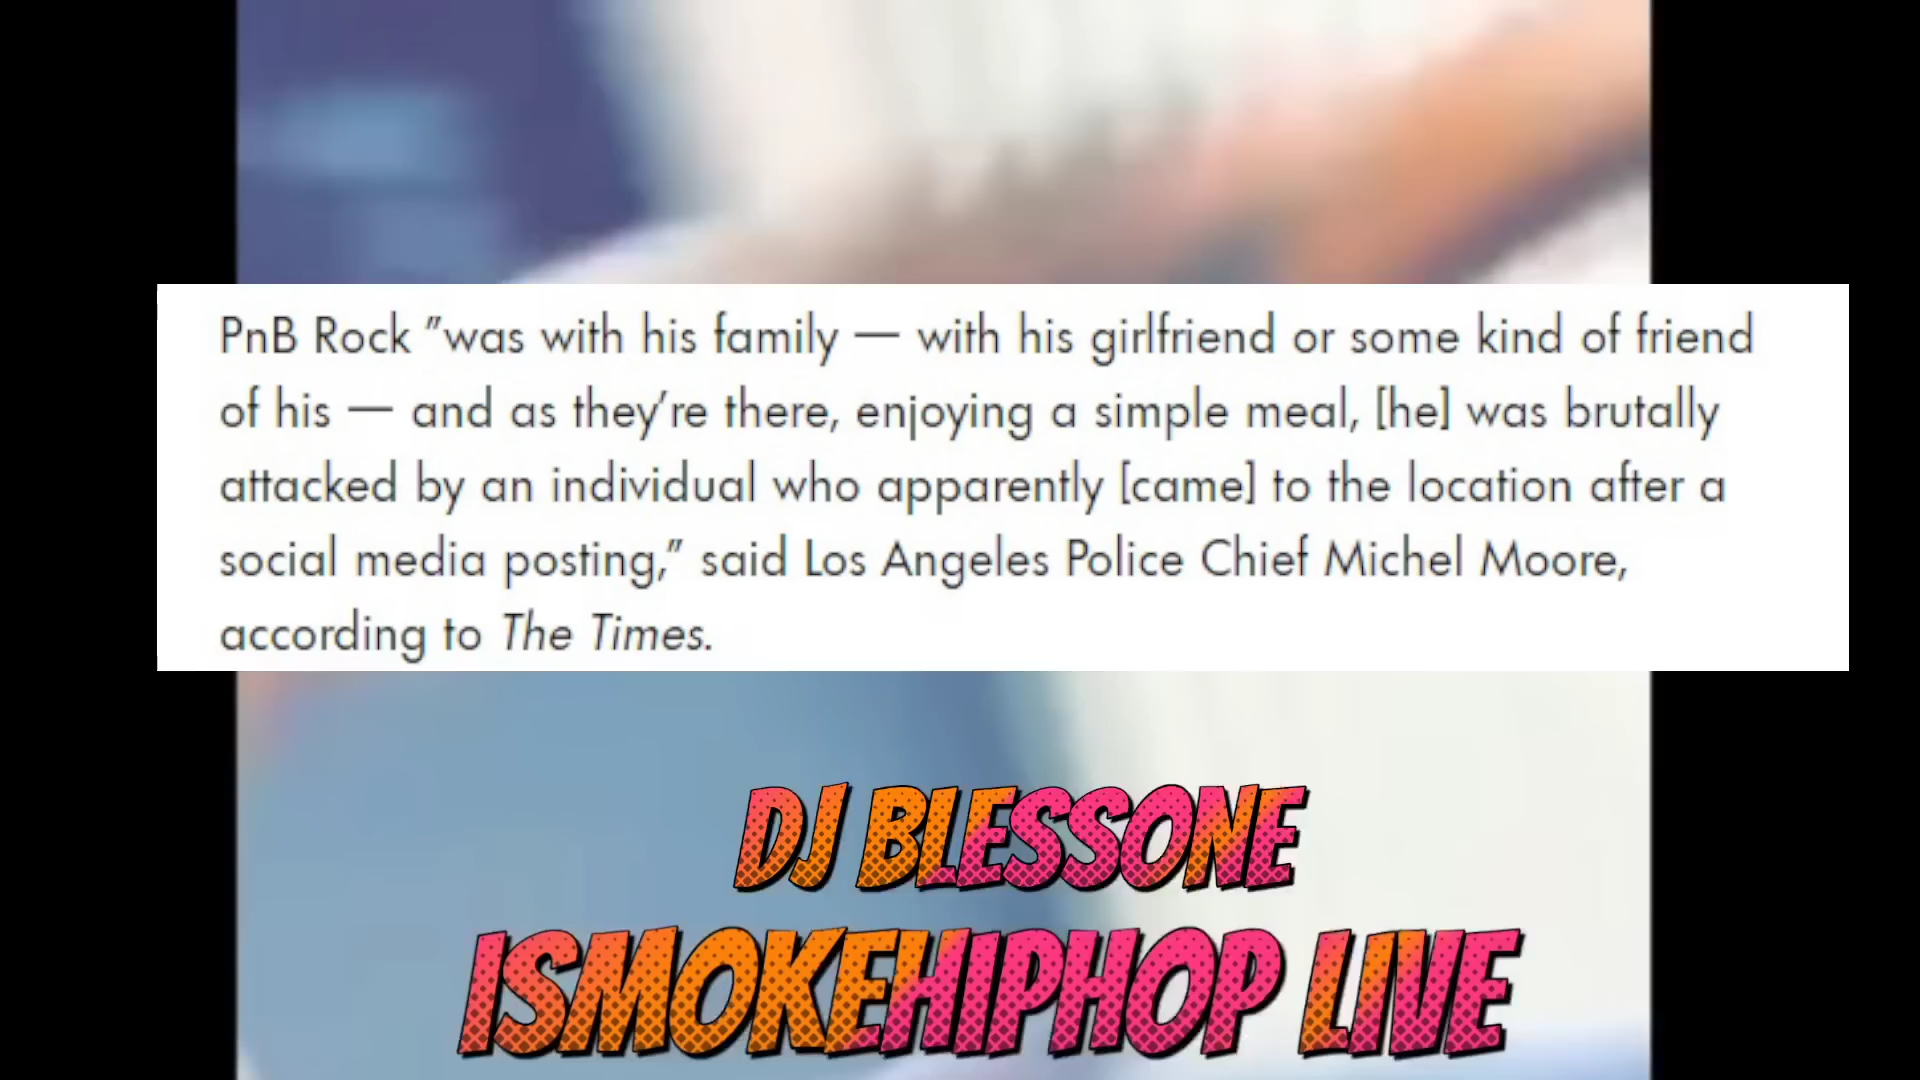 PnB Rock "was with his family — with his girlfriend or some kind of friend
of his — and as they're there, enjoying a simple meal, [he] was brutally
attacked by an individual who apparently [came] to the location after a
social media posting," said Los Angeles Police Chief Michel Moore,
according to The Times.
DJ BLESSONE
ISMOKEHIPHOP LIVE